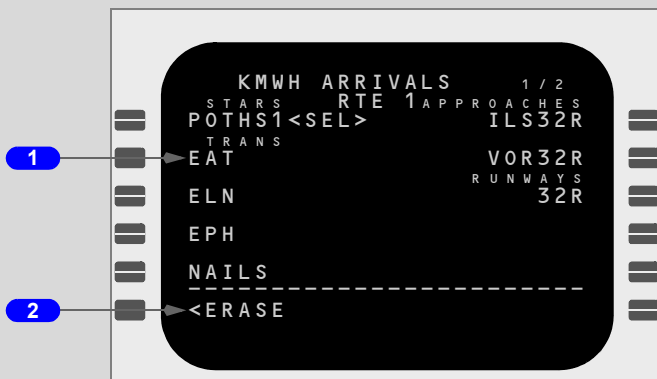 KMWH ARRIVALS 1/2
STARS RTE 1 APPROACHES
POTHS1<SEL> ILS32R
TRANS
1 EAT VOR32R
RUNWAYS
ELN 32R
EPH
NAILS
------------------------
2 <ERASE